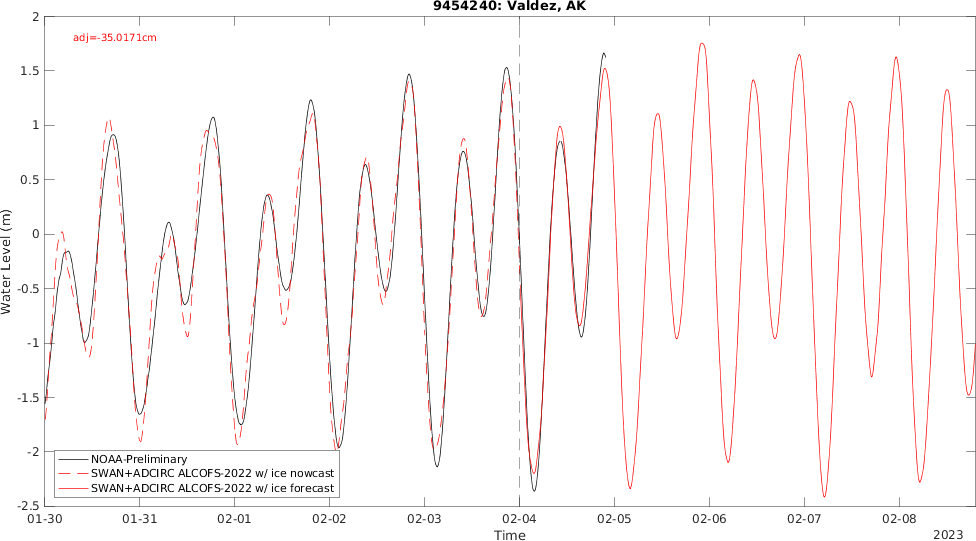 9454240: Valdez, AK
adj=-35.0171cm
2
1.5
1
0.5
0
-0.5
-1
-1.5
-2
-2.5
Water Level (m)
NOAA-Preliminary
SWAN+ADCIRC ALCOFS-2022 w/ ice nowcast
SWAN+ADCIRC ALCOFS-2022 w/ ice forecast
01-30 01-31 02-01 02-02 02-03 02-04 02-05 02-06 02-07 02-08
Time
2023